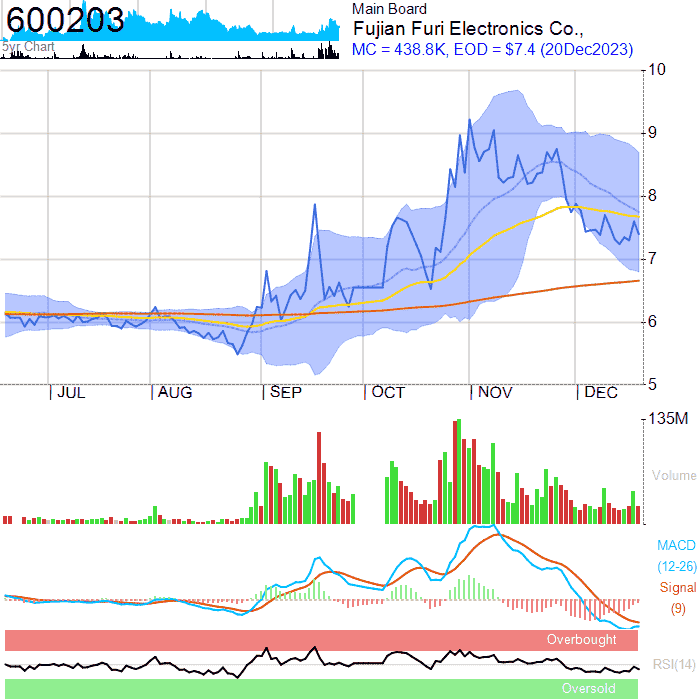 600203
5yr Chart
Main Board
Fujian Furi Electronics Co.,
MC = 438.8K, EOD = $7.4 (20Dec2023)
10
9
8
7
6
5
JUL AUG SEP OCT NOV DEC
135M
Volume
MACD
(12-26)
Signal
(9)
Overbought
RSI(14)
Oversold